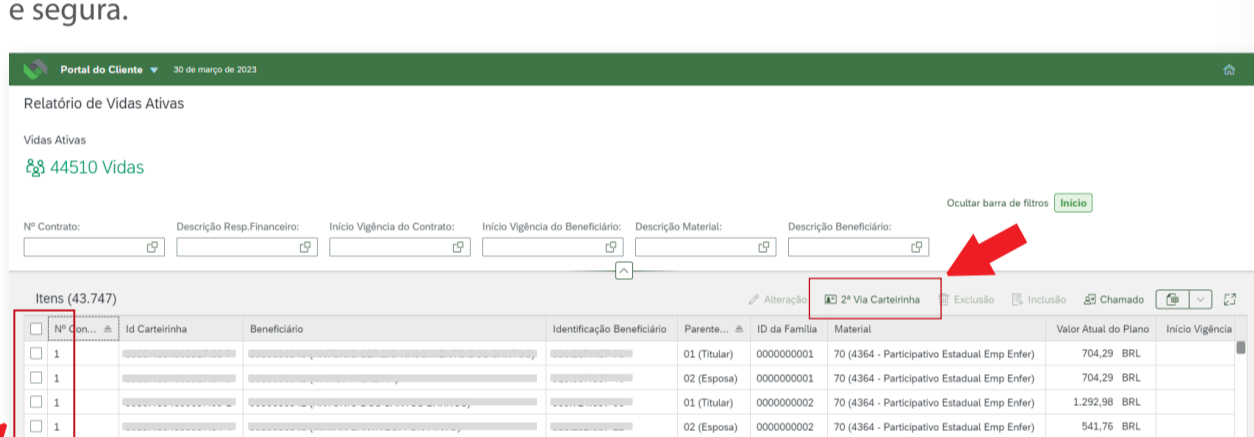 e segura.
Portal do Cliente 30 de março de 2023
Relatório de Vidas Ativas
Vidas Ativas
44510 Vidas
Ocultar barra de filtros Início
Nº Contrato: Descrição Resp.Financeiro: Início Vigência do Contrato: Início Vigência do Beneficiário: Descrição Material: Descrição Beneficiário:
Itens (43.747) Alteração 2ª Via Carteirinha Exclusão Inclusão Chamado
Nº Con... Id Carteirinha Beneficiário Identificação Beneficiário Parente... ID da Família Material Valor Atual do Plano Início Vigência
1 01 (Titular) 0000000001 70 (4364 - Participativo Estadual Emp Enfer) 704,29 BRL
1 02 (Esposa) 0000000001 70 (4364 - Participativo Estadual Emp Enfer) 704,29 BRL
1 01 (Titular) 0000000002 70 (4364 - Participativo Estadual Emp Enfer) 1.292,98 BRL
1 02 (Esposa) 0000000002 70 (4364 - Participativo Estadual Emp Enfer) 541,76 BRL